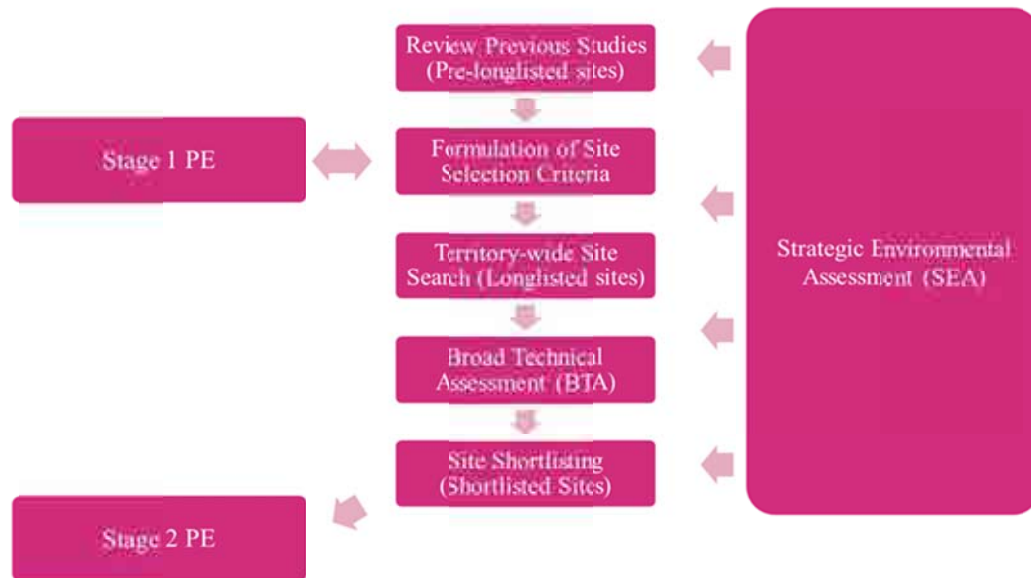 Review Previous Studies
(Pre-longlisted sites)
Stage 1 PE
Formulation of Site
Selection Criteria
Territory-wide Site
Search (Longlisted sites)
Strategic Environmental
Assessment (SEA)
Broad Technical
Assessment (BTA)
Site Shortlisting
(Shortlisted Sites)
Stage 2 PE